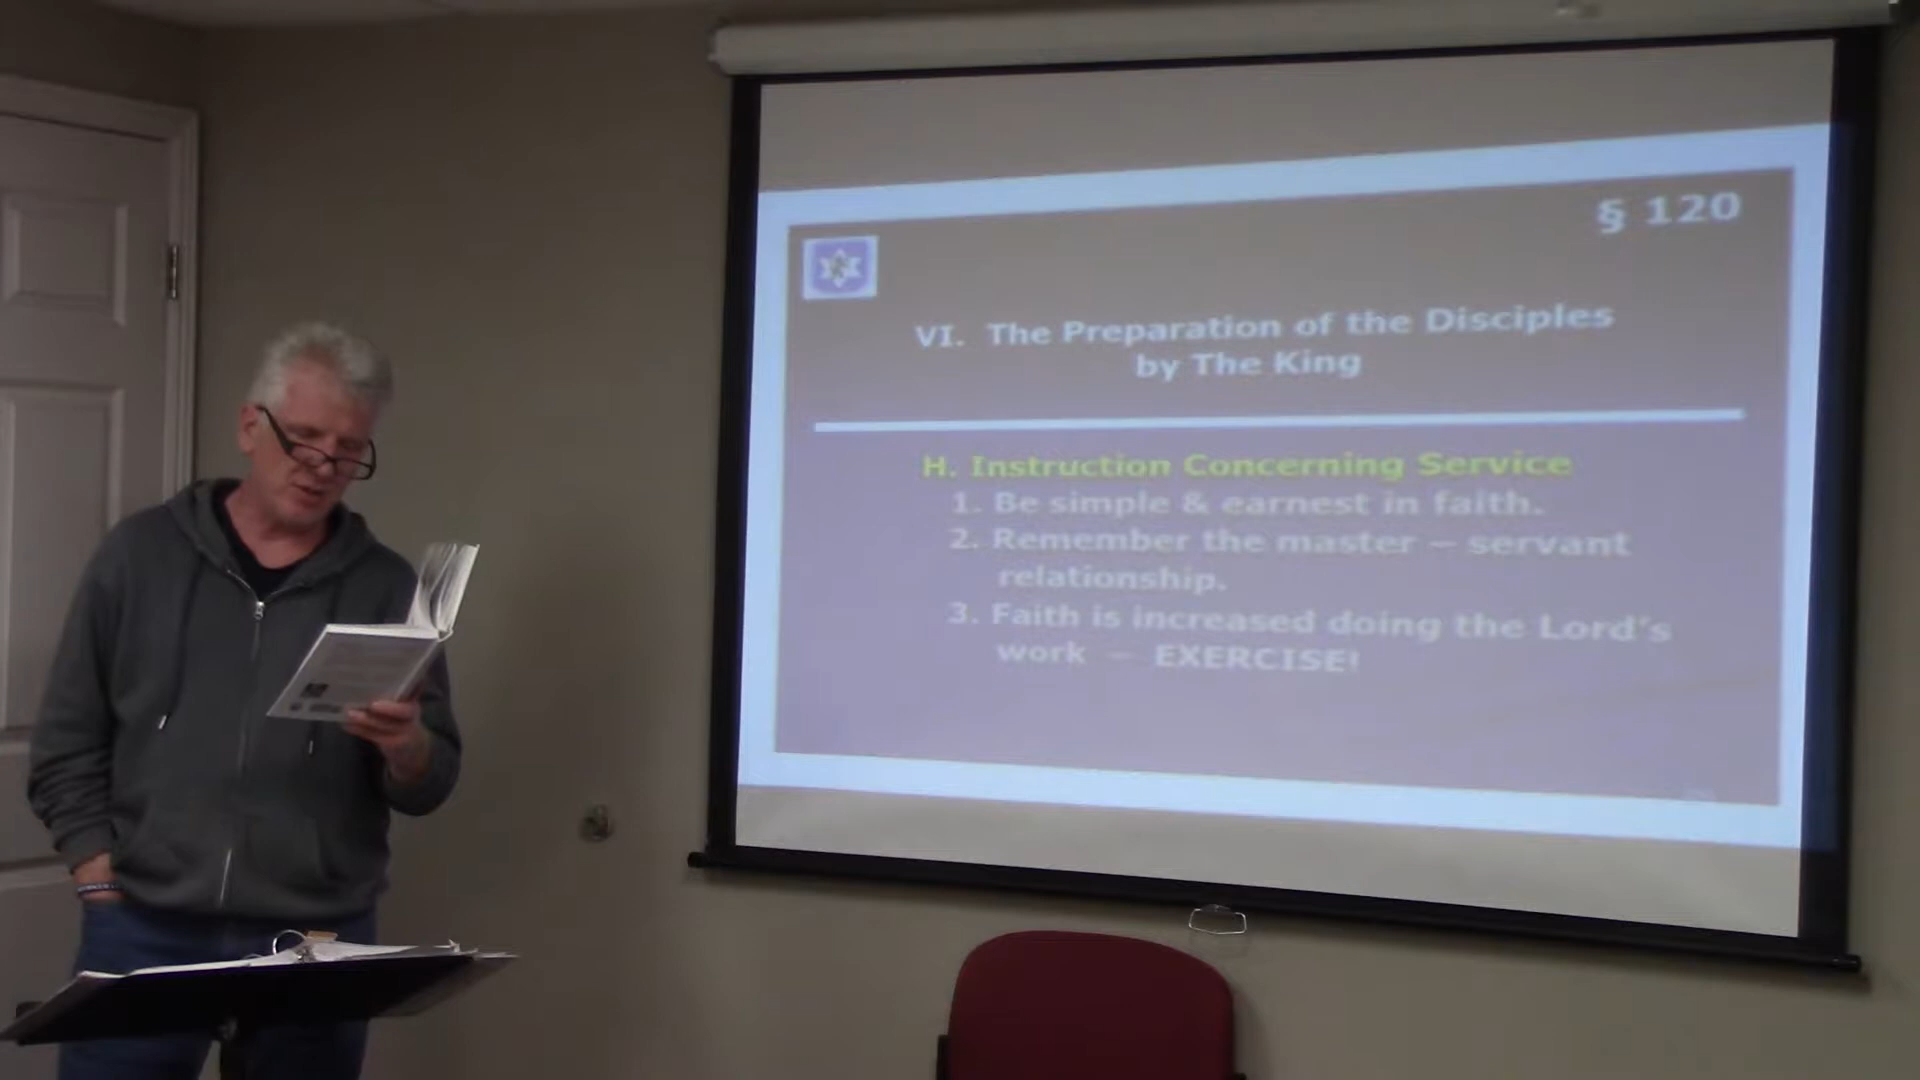 § 120
VI. The Preparation of the Disciples
by The King
H. Instruction Concerning Service
1. Be simple & earnest in faith.
2. Remember the master – servant
relationship.
3. Faith is increased doing the Lord's
work – EXERCISE!